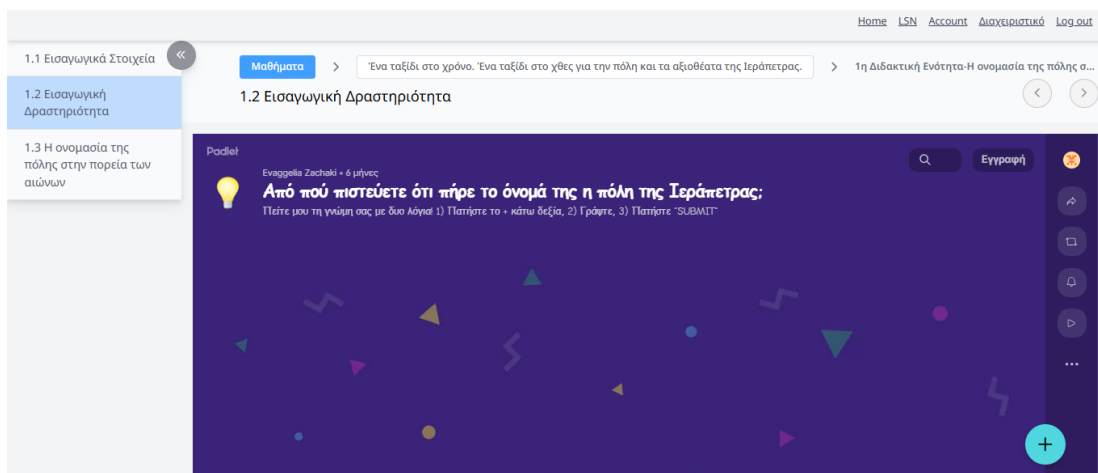 Home LSN Account Διαχειριστικό Log out
1.1 Εισαγωγικά Στοιχεία
1.2 Εισαγωγική
Δραστηριότητα
1.3 Η ονομασία της
πόλης στην πορεία των
αιώνων
Μαθήματα > Ένα ταξίδι στο χρόνο. Ένα ταξίδι στο χθες για την πόλη και τα αξιοθέατα της Ιεράπετρας. > 1η Διδακτική Ενότητα-Η ονομασία της πόλης σ...
1.2 Εισαγωγική Δραστηριότητα
Padlet
Εγγραφή
Evaggelia Zachaki • 6 μήνες
Από πού πιστεύετε ότι πήρε το όνομά της η πόλη της Ιεράπετρας;
Πείτε μου τη γνώμη σας με δυο λόγια! 1) Πατήστε το + κάτω δεξία, 2) Γράψτε, 3) Πατήστε "SUBMIT"